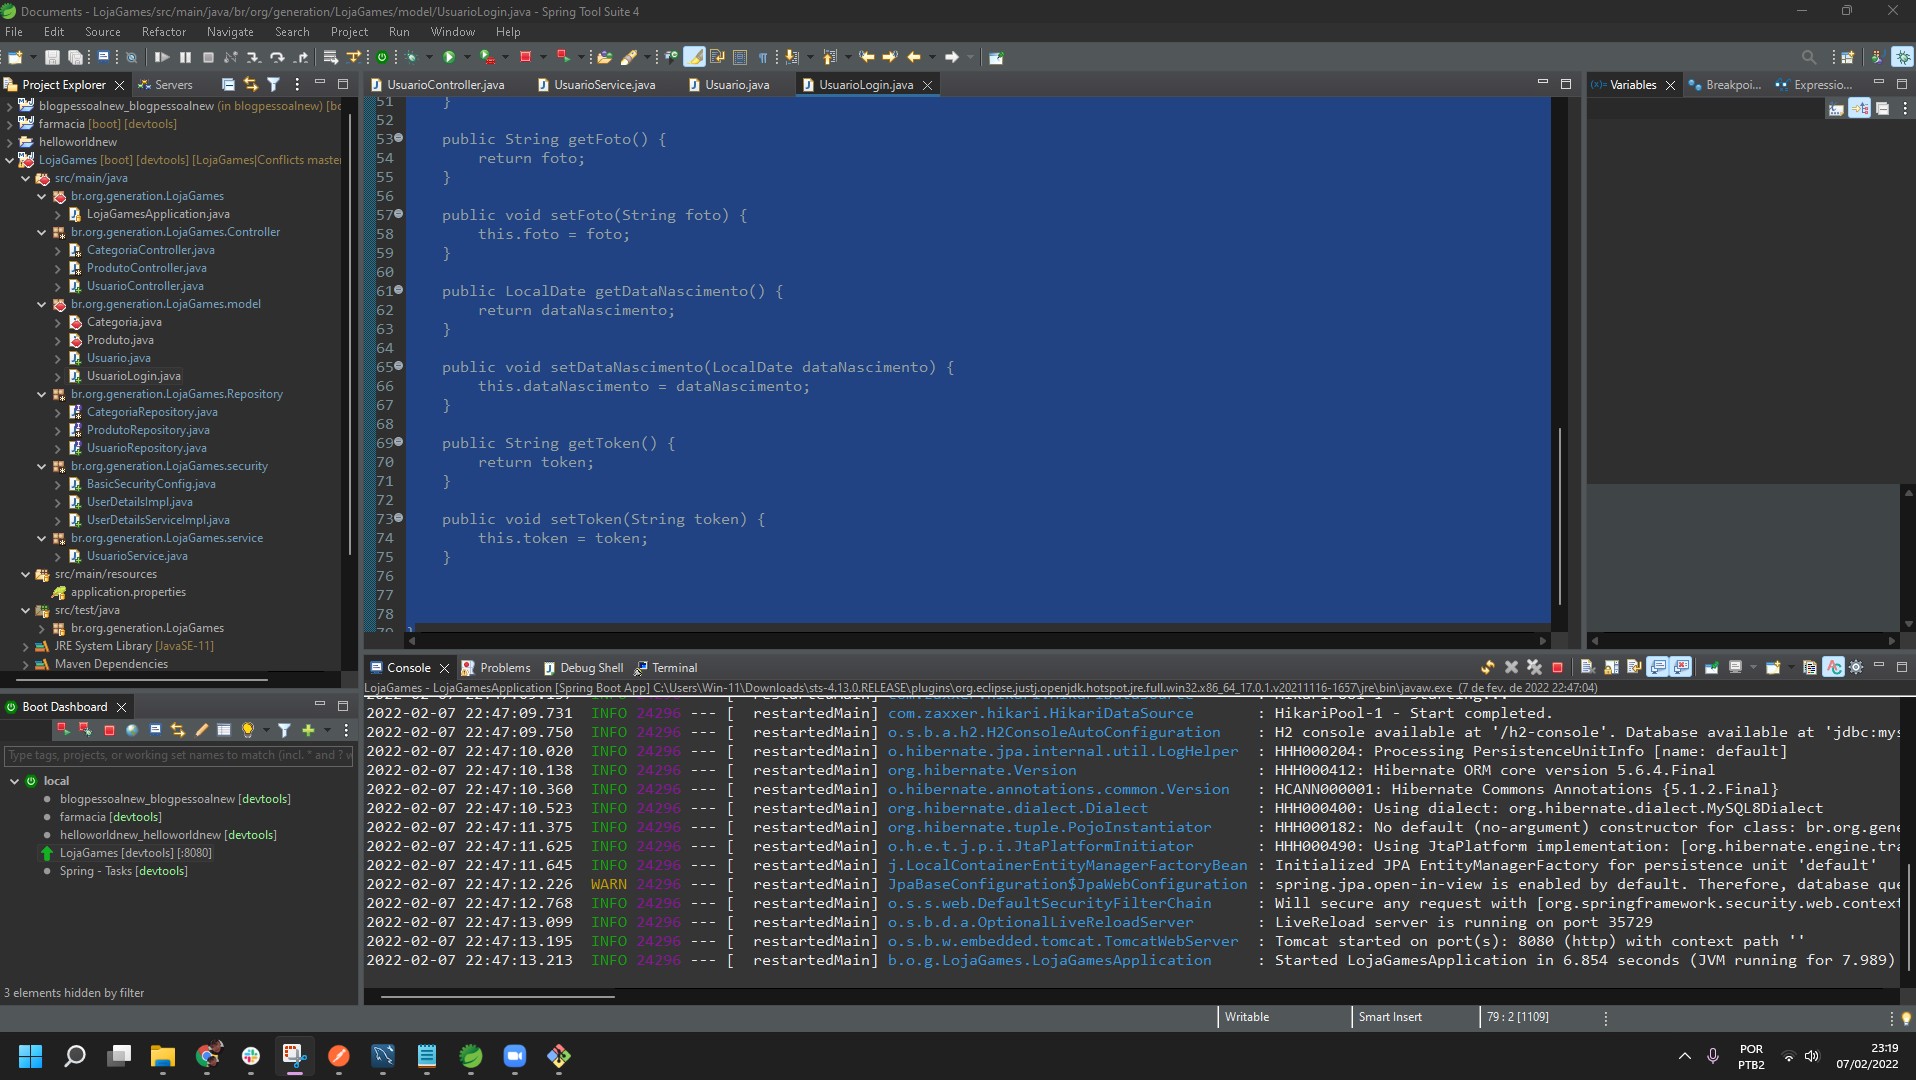 Documents - LojaGames/src/main/java/br/org/generation/LojaGames/model/UsuarioLogin.java - Spring Tool Suite 4
File Edit Source Refactor Navigate Search Project Run Window Help
Project Explorer
Servers
blogpessoalnew_blogpessoalnew (in blogpessoalnew) [bo
farmacia [boot] [devtools]
helloworldnew
LojaGames [boot] [devtools] [LojaGames|Conflicts master
src/main/java
br.org.generation.LojaGames
LojaGamesApplication.java
br.org.generation.LojaGames.Controller
CategoriaController.java
ProdutoController.java
UsuarioController.java
br.org.generation.LojaGames.model
Categoria.java
Produto.java
Usuario.java
UsuarioLogin.java
br.org.generation.LojaGames.Repository
CategoriaRepository.java
ProdutoRepository.java
UsuarioRepository.java
br.org.generation.LojaGames.security
BasicSecurityConfig.java
UserDetailsImpl.java
UserDetailsServiceImpl.java
br.org.generation.LojaGames.service
UsuarioService.java
src/main/resources
application.properties
src/test/java
br.org.generation.LojaGames
JRE System Library [JavaSE-11]
Maven Dependencies
UsuarioController.java
UsuarioService.java
Usuario.java
UsuarioLogin.java
51 }
52
53 public String getFoto() {
54 return foto;
55 }
56
57 public void setFoto(String foto) {
58 this.foto = foto;
59 }
60
61 public LocalDate getDataNascimento() {
62 return dataNascimento;
63 }
64
65 public void setDataNascimento(LocalDate dataNascimento) {
66 this.dataNascimento = dataNascimento;
67 }
68
69 public String getToken() {
70 return token;
71 }
72
73 public void setToken(String token) {
74 this.token = token;
75 }
76
77
78
79 }
(x)= Variables
Breakpoi...
Expressio...
Boot Dashboard
Type tags, projects, or working set names to match (incl. * and ? w
local
blogpessoalnew_blogpessoalnew [devtools]
farmacia [devtools]
helloworldnew_helloworldnew [devtools]
LojaGames [devtools] [:8080]
Spring - Tasks [devtools]
3 elements hidden by filter
Console
Problems
Debug Shell
Terminal
LojaGames - LojaGamesApplication [Spring Boot App] C:\Users\Win-11\Downloads\sts-4.13.0.RELEASE\plugins\org.eclipse.justj.openjdk.hotspot.jre.full.win32.x86_64_17.0.1.v20211116-1657\jre\bin\javaw.exe (7 de fev. de 2022 22:47:04)
2022-02-07 22:47:09.731 INFO 24296 --- [ restartedMain] com.zaxxer.hikari.HikariDataSource : HikariPool-1 - Start completed.
2022-02-07 22:47:09.750 INFO 24296 --- [ restartedMain] o.s.b.a.h2.H2ConsoleAutoConfiguration : H2 console available at '/h2-console'. Database available at 'jdbc:mys
2022-02-07 22:47:10.020 INFO 24296 --- [ restartedMain] o.hibernate.jpa.internal.util.LogHelper : HHH000204: Processing PersistenceUnitInfo [name: default]
2022-02-07 22:47:10.138 INFO 24296 --- [ restartedMain] org.hibernate.Version : HHH000412: Hibernate ORM core version 5.6.4.Final
2022-02-07 22:47:10.360 INFO 24296 --- [ restartedMain] o.hibernate.annotations.common.Version : HCANN000001: Hibernate Commons Annotations {5.1.2.Final}
2022-02-07 22:47:10.523 INFO 24296 --- [ restartedMain] org.hibernate.dialect.Dialect : HHH000400: Using dialect: org.hibernate.dialect.MySQL8Dialect
2022-02-07 22:47:11.375 INFO 24296 --- [ restartedMain] org.hibernate.tuple.PojoInstantiator : HHH000182: No default (no-argument) constructor for class: br.org.gene
2022-02-07 22:47:11.625 INFO 24296 --- [ restartedMain] o.h.e.t.j.p.i.JtaPlatformInitiator : HHH000490: Using JtaPlatform implementation: [org.hibernate.engine.tra
2022-02-07 22:47:11.645 INFO 24296 --- [ restartedMain] j.LocalContainerEntityManagerFactoryBean : Initialized JPA EntityManagerFactory for persistence unit 'default'
2022-02-07 22:47:12.226 WARN 24296 --- [ restartedMain] JpaBaseConfiguration$JpaWebConfiguration : spring.jpa.open-in-view is enabled by default. Therefore, database que
2022-02-07 22:47:12.768 INFO 24296 --- [ restartedMain] o.s.s.web.DefaultSecurityFilterChain : Will secure any request with [org.springframework.security.web.context
2022-02-07 22:47:13.099 INFO 24296 --- [ restartedMain] o.s.b.d.a.OptionalLiveReloadServer : LiveReload server is running on port 35729
2022-02-07 22:47:13.195 INFO 24296 --- [ restartedMain] o.s.b.w.embedded.tomcat.TomcatWebServer : Tomcat started on port(s): 8080 (http) with context path ''
2022-02-07 22:47:13.213 INFO 24296 --- [ restartedMain] b.o.g.LojaGames.LojaGamesApplication : Started LojaGamesApplication in 6.854 seconds (JVM running for 7.989)
Writable
Smart Insert
79 : 2 [1109]
POR
PTB2
23:19
07/02/2022